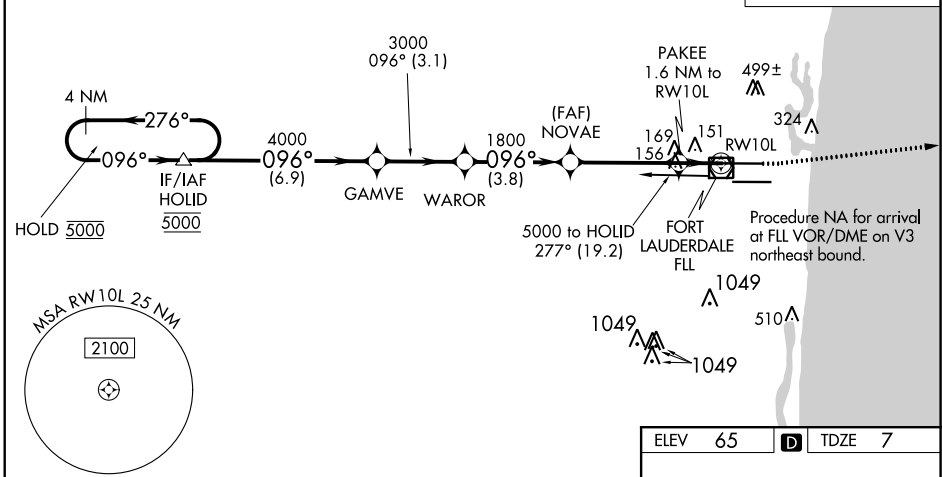 3000
096° (3.1)
4 NM
276°
096°
IF/IAF
HOLID
5000
HOLD 5000
4000
096°
(6.9)
GAMVE
WAROR
1800
096°
(3.8)
(FAF)
NOVAE
PAKEE
1.6 NM to
RW10L
499±
324
169
151
156
RW10L
5000 to HOLID
277° (19.2)
FORT
LAUDERDALE
FLL
Procedure NA for arrival
at FLL VOR/DME on V3
northeast bound.
1049
510
1049
1049
MSA RW10L 25 NM
2100
ELEV 65 D TDZE 7